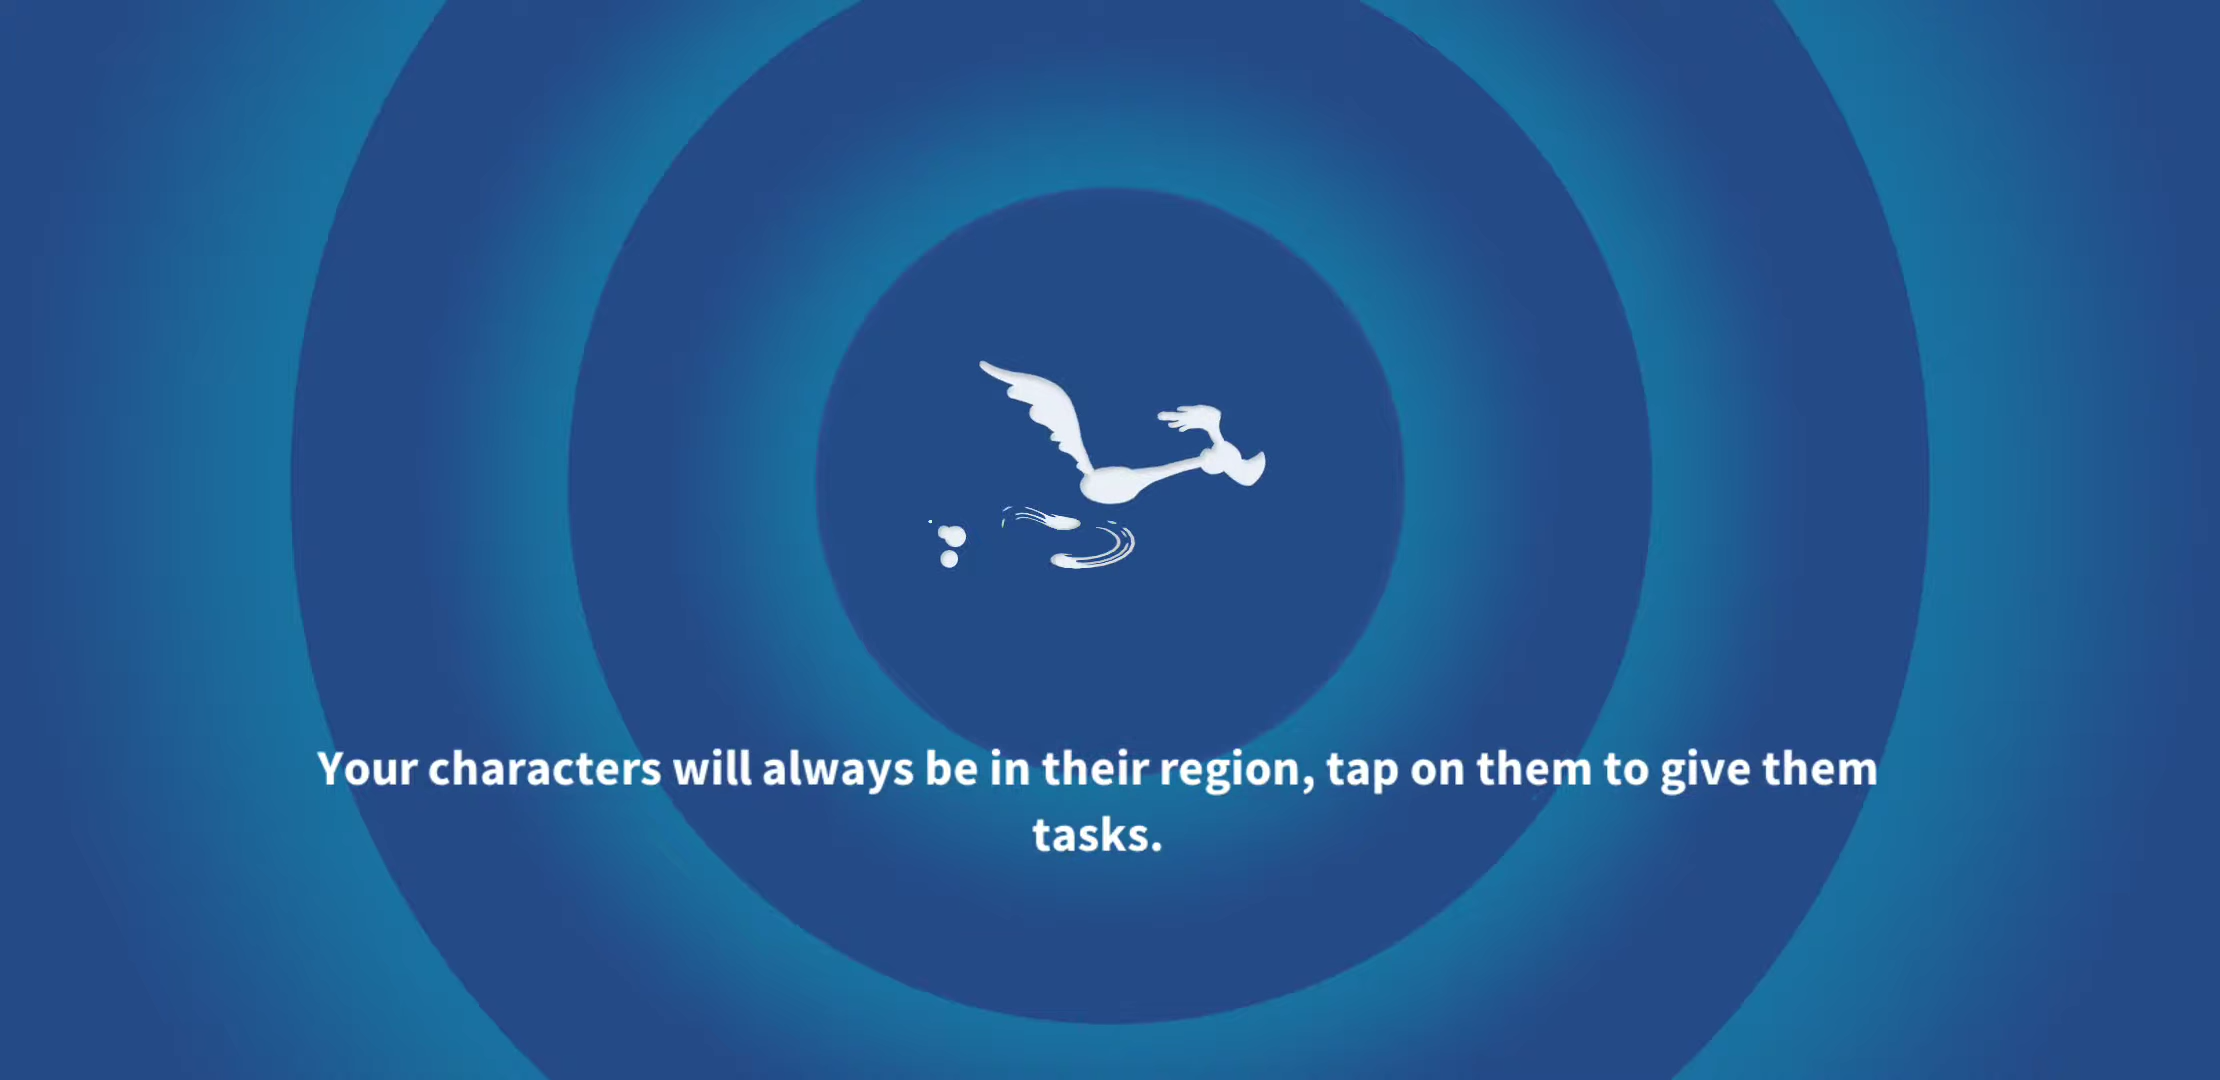 Your characters will always be in their region, tap on them to give them
tasks.